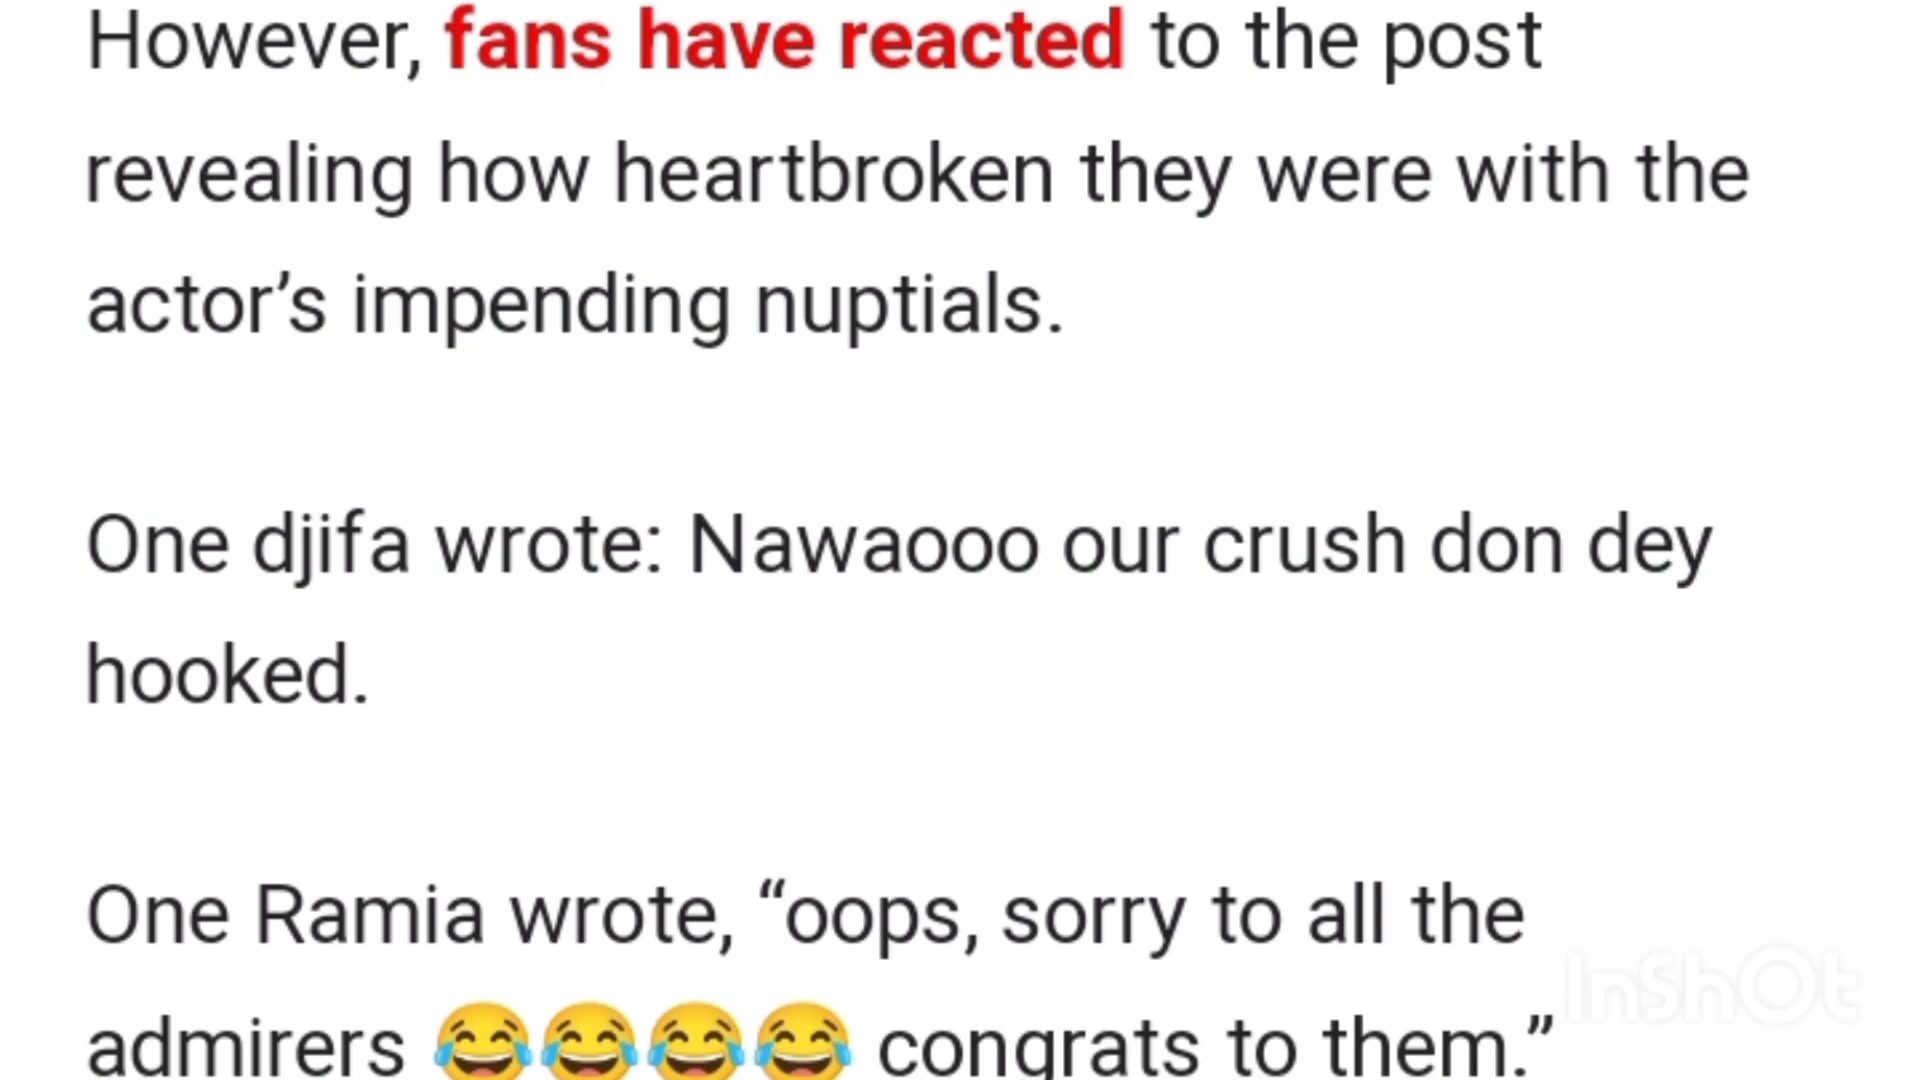 However, fans have reacted to the post
revealing how heartbroken they were with the
actor’s impending nuptials.
One djifa wrote: Nawaooo our crush don dey
hooked.
One Ramia wrote, “oops, sorry to all the
admirers 😂😂😂😂 congrats to them.”
InShOt